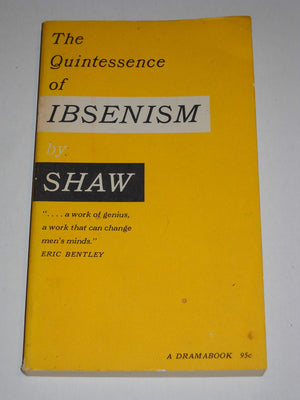 The
Quintessence
of
IBSENISM
by
SHAW
"....a work of genius,
a work that can change
men's minds."
ERIC BENTLEY
A DRAMABOOK 95c